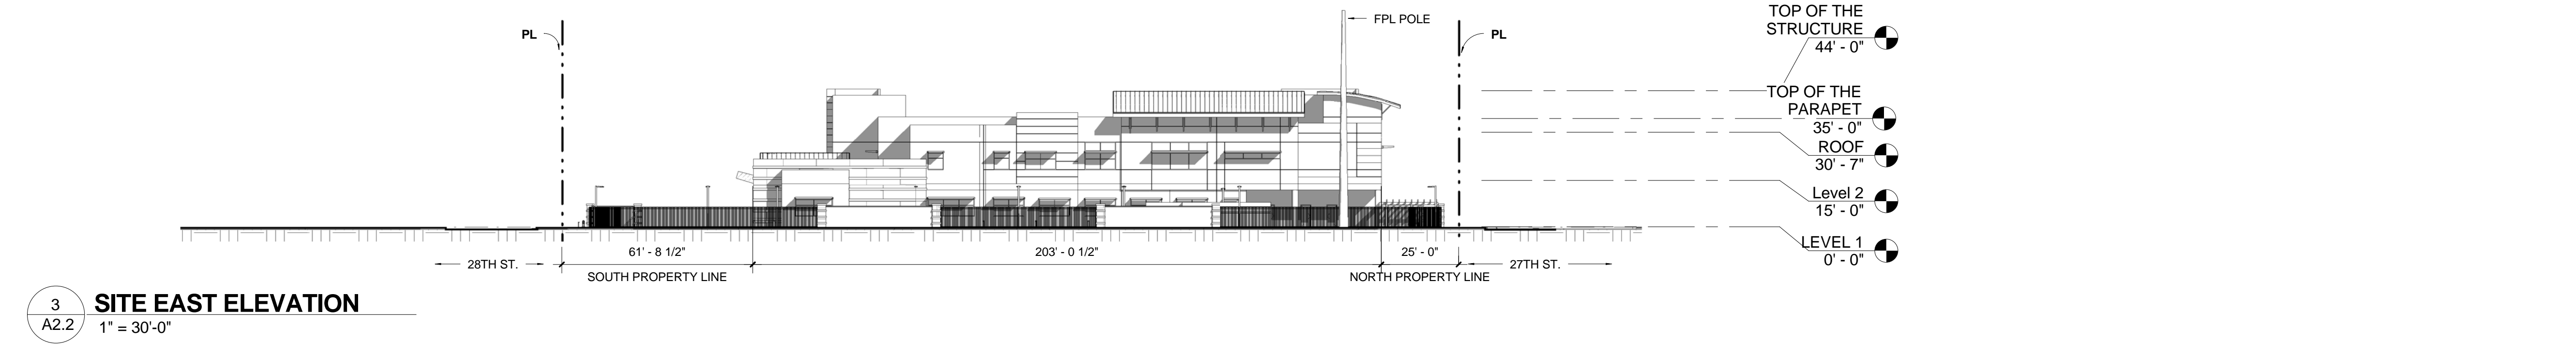 PL
FPL POLE
PL
TOP OF THE
STRUCTURE
44' - 0"
TOP OF THE
PARAPET
35' - 0"
ROOF
30' - 7"
Level 2
15' - 0"
LEVEL 1
0' - 0"
61' - 8 1/2"
203' - 0 1/2"
25' - 0"
28TH ST.
SOUTH PROPERTY LINE
NORTH PROPERTY LINE
27TH ST.
3
A2.2
SITE EAST ELEVATION
1" = 30'-0"